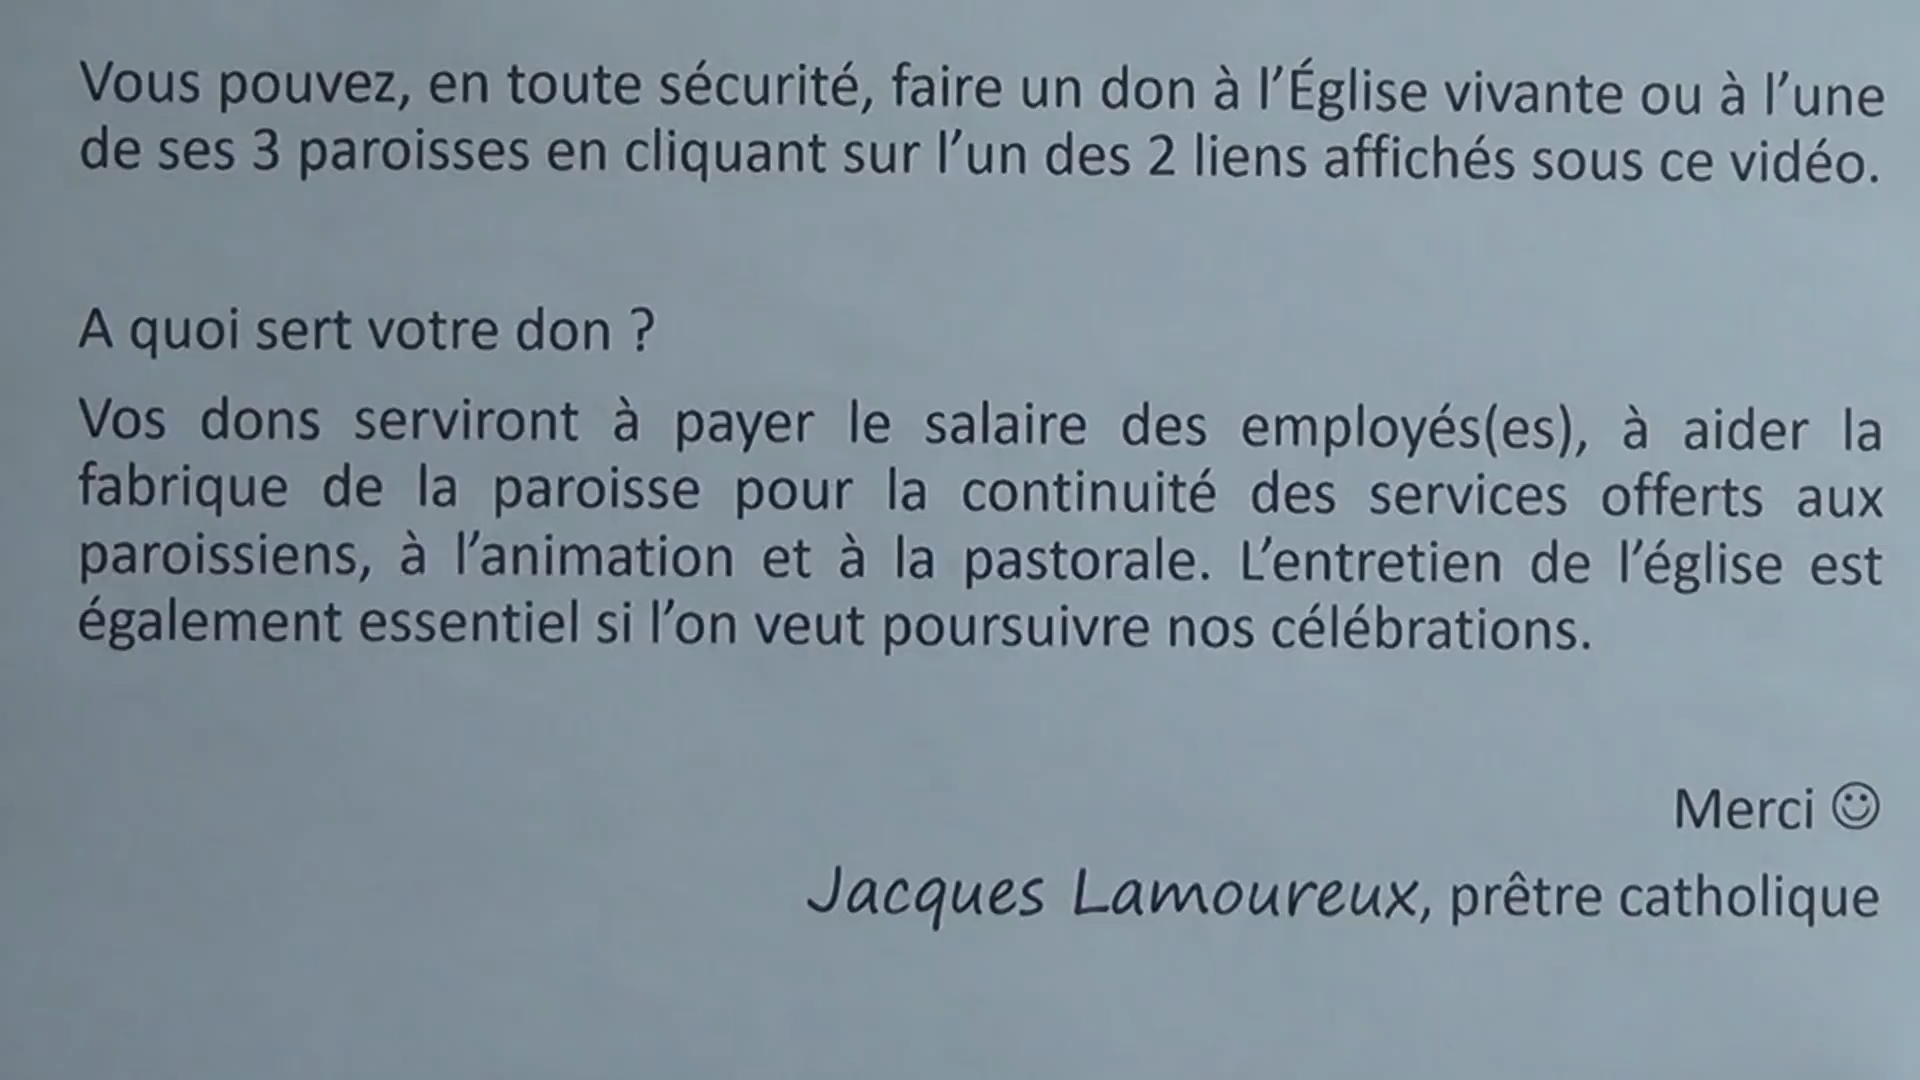 Vous pouvez, en toute sécurité, faire un don à l'Église vivante ou à l'une
de ses 3 paroisses en cliquant sur l'un des 2 liens affichés sous ce vidéo.
A quoi sert votre don ?
Vos dons serviront à payer le salaire des employés(es), à aider la
fabrique de la paroisse pour la continuité des services offerts aux
paroissiens, à l'animation et à la pastorale. L'entretien de l'église est
également essentiel si l'on veut poursuivre nos célébrations.
Merci ☺
Jacques Lamoureux, prêtre catholique